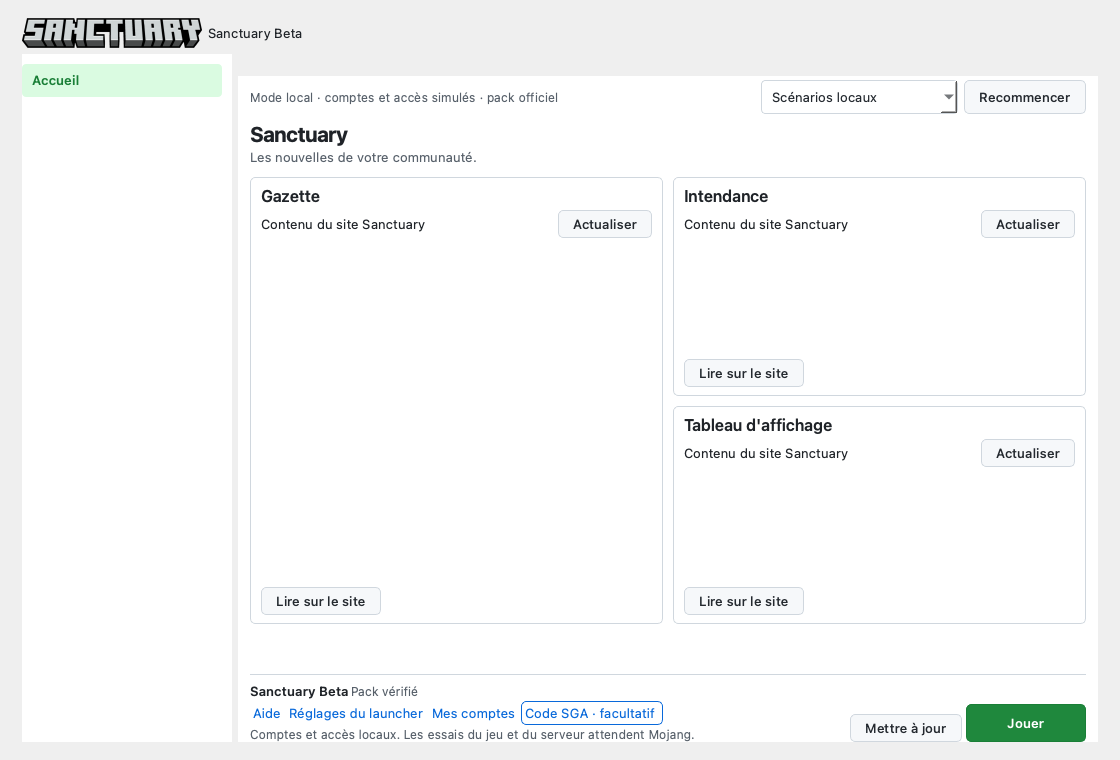 SANCTUARY Sanctuary Beta
Accueil
Mode local · comptes et accès simulés · pack officiel
Scénarios locaux
Recommencer
Sanctuary
Les nouvelles de votre communauté.
Gazette
Contenu du site Sanctuary
Actualiser
Lire sur le site
Intendance
Contenu du site Sanctuary
Actualiser
Lire sur le site
Tableau d'affichage
Contenu du site Sanctuary
Actualiser
Lire sur le site
Sanctuary Beta Pack vérifié
Aide Réglages du launcher Mes comptes Code SGA · facultatif
Comptes et accès locaux. Les essais du jeu et du serveur attendent Mojang.
Mettre à jour
Jouer